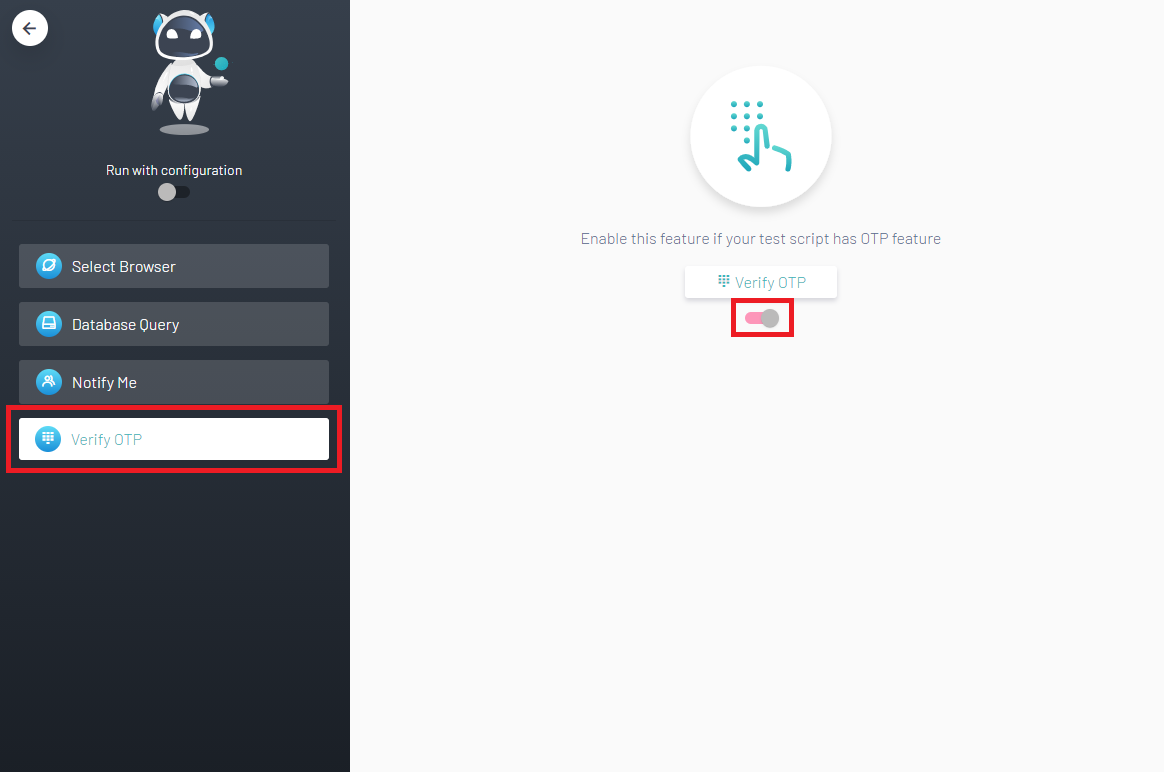 Run with configuration
Select Browser
Database Query
Notify Me
Verify OTP
Enable this feature if your test script has OTP feature
Verify OTP